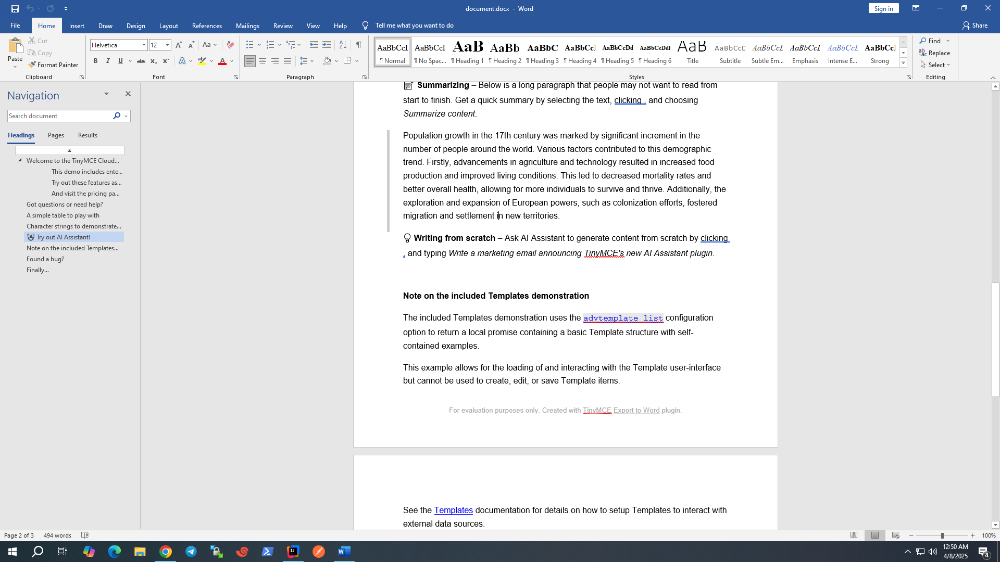 document.docx - Word
Sign in
File Home Insert Draw Design Layout References Mailings Review View Help Tell me what you want to do Share
Paste
Cut
Copy
Format Painter
Clipboard
Helvetica 12
Font
Paragraph
AaBbCcI AaBbCcI AaB AaBb AaBbC AaBbCcI AaBbCcDd AaBbCcDdI AaB AaBbCcD AaBbCcL AaBbCcL AaBbCcL AaBbCcI
¶ Normal ¶ No Spac... ¶ Heading 1 ¶ Heading 2 ¶ Heading 3 ¶ Heading 4 ¶ Heading 5 ¶ Heading 6 Title Subtitle Subtle Em... Emphasis Intense E... Strong
Styles
Find
Replace
Select
Editing
Navigation
Search document
Headings Pages Results
Welcome to the TinyMCE Cloud...
This demo includes ente...
Try out these features as...
And visit the pricing pa...
Got questions or need help?
A simple table to play with
Character strings to demonstrate...
Try out AI Assistant!
Note on the included Templates...
Found a bug?
Finally...
📝 Summarizing – Below is a long paragraph that people may not want to read from
start to finish. Get a quick summary by selecting the text, clicking , and choosing
Summarize content.
Population growth in the 17th century was marked by significant increment in the
number of people around the world. Various factors contributed to this demographic
trend. Firstly, advancements in agriculture and technology resulted in increased food
production and improved living conditions. This led to decreased mortality rates and
better overall health, allowing for more individuals to survive and thrive. Additionally, the
exploration and expansion of European powers, such as colonization efforts, fostered
migration and settlement in new territories.
💡 Writing from scratch – Ask AI Assistant to generate content from scratch by clicking
, and typing Write a marketing email announcing TinyMCE's new AI Assistant plugin.
Note on the included Templates demonstration
The included Templates demonstration uses the advtemplate_list configuration
option to return a local promise containing a basic Template structure with self-
contained examples.
This example allows for the loading of and interacting with the Template user-interface
but cannot be used to create, edit, or save Template items.
For evaluation purposes only. Created with TinyMCE Export to Word plugin.
See the Templates documentation for details on how to setup Templates to interact with
external data sources.
Page 2 of 3 494 words 100%
12:50 AM
4/8/2025
4